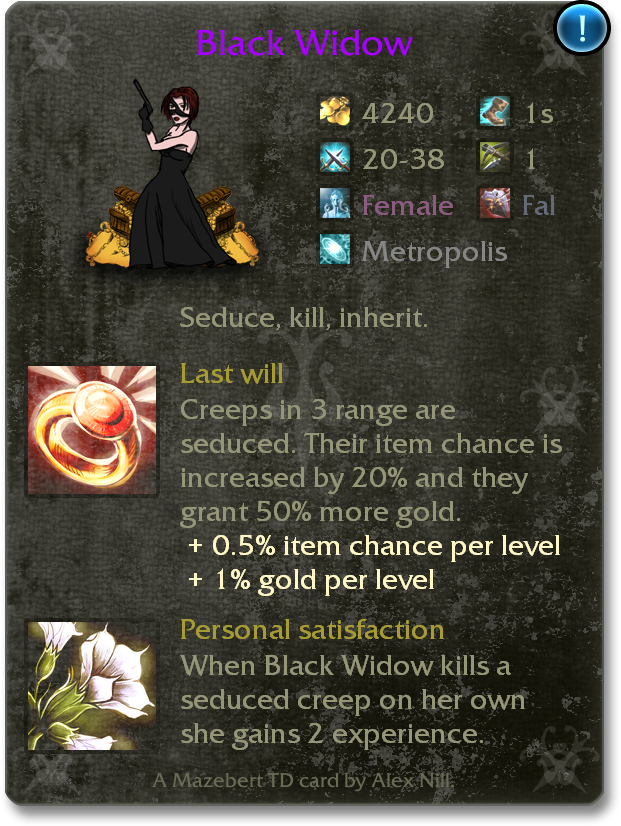 !
Black Widow
4240 1s
20-38 1
Female Fal
Metropolis
Seduce, kill, inherit.
Last will
Creeps in 3 range are
seduced. Their item chance is
increased by 20% and they
grant 50% more gold.
+ 0.5% item chance per level
+ 1% gold per level
Personal satisfaction
When Black Widow kills a
seduced creep on her own
she gains 2 experience.
A Mazebert TD card by Alex Nill.